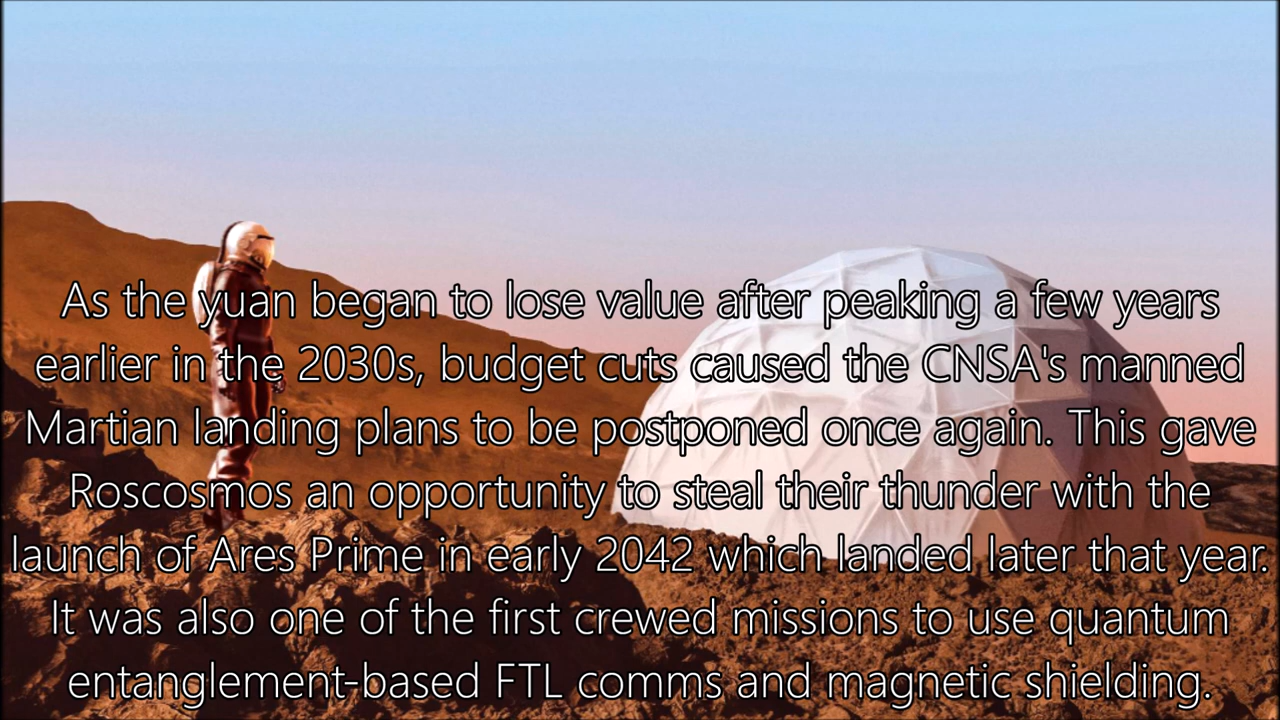 As the yuan began to lose value after peaking a few years
earlier in the 2030s, budget cuts caused the CNSA's manned
Martian landing plans to be postponed once again. This gave
Roscosmos an opportunity to steal their thunder with the
launch of Ares Prime in early 2042 which landed later that year.
It was also one of the first crewed missions to use quantum
entanglement-based FTL comms and magnetic shielding.